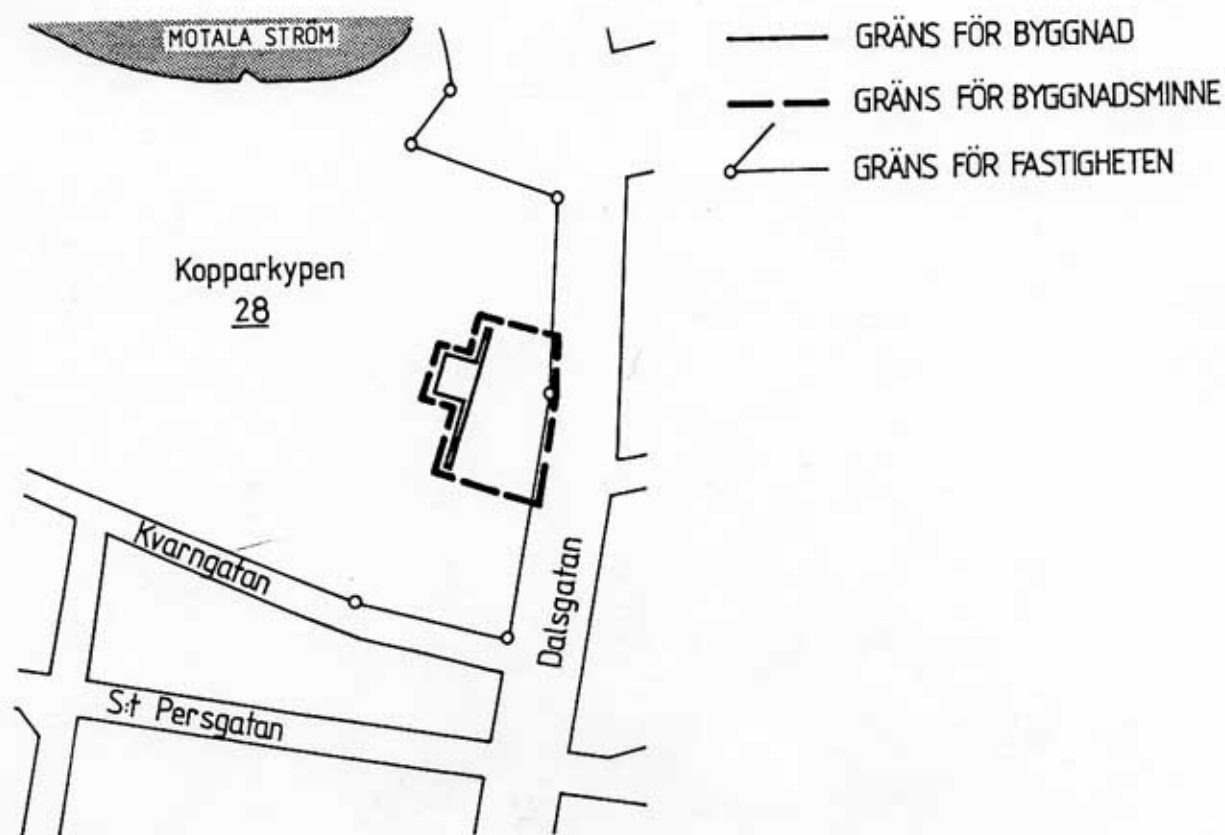 MOTALA STRÖM
GRÄNS FÖR BYGGNAD
GRÄNS FÖR BYGGNADSMINNE
GRÄNS FÖR FASTIGHETEN
Kopparkypen
28
Kvarngatan
Dalsgatan
S:t Persgatan